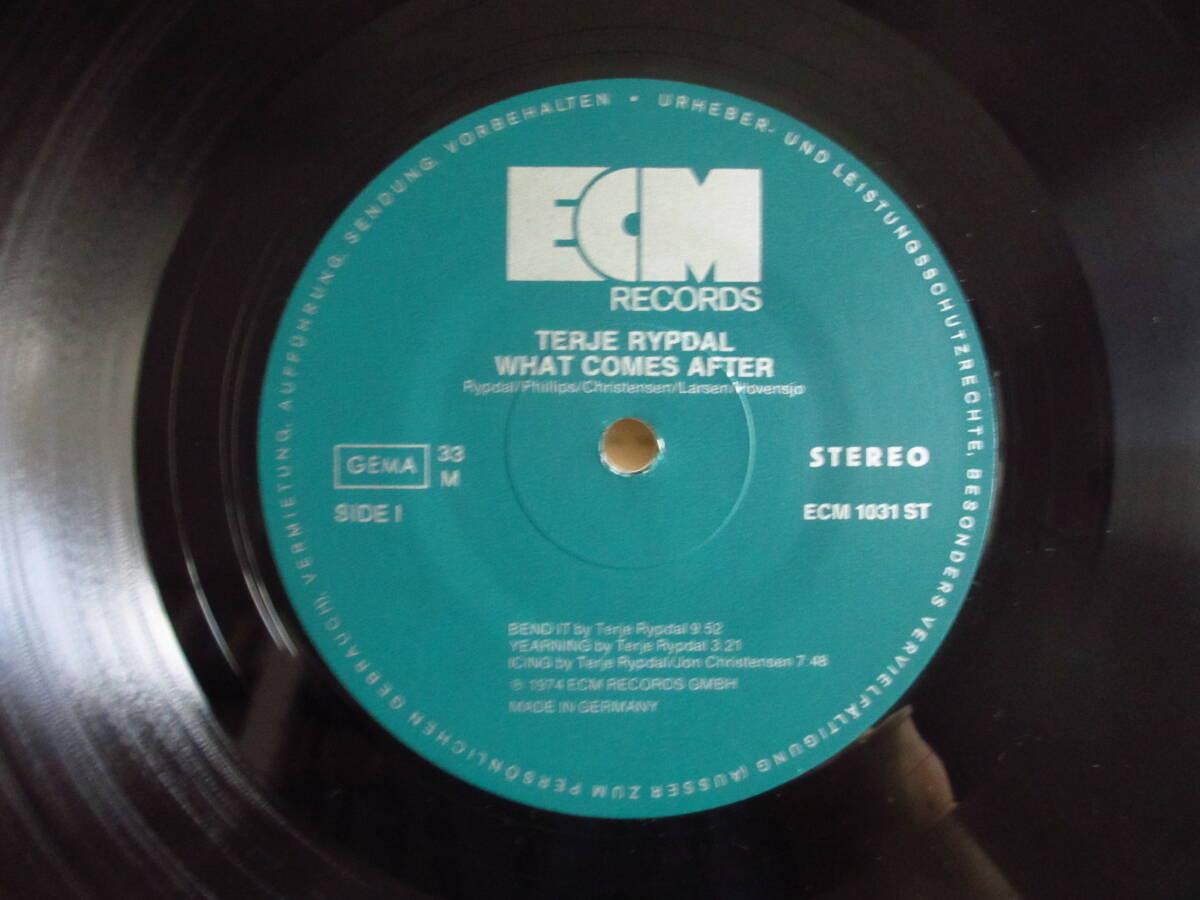 ECM
RECORDS
TERJE RYPDAL
WHAT COMES AFTER
Rypdal/Phillips/Christensen/Larsen/Hovensjo
GEMA
33
M
STEREO
SIDE I
ECM 1031 ST
BEND IT by Terje Rypdal 9.52
YEARNING by Terje Rypdal 3.21
ICING by Terje Rypdal/Jon Christensen 7.48
℗ 1974 ECM RECORDS GMBH
MADE IN GERMANY
URHEBER- UND LEISTUNGSSCHUTZRECHTE, BESONDERS VERVIELFÄLTIGUNG (AUSSER ZUM PERSÖNLICHEN GEBRAUCH), VERMIETUNG, AUFFÜHRUNG, SENDUNG, VORBEHALTEN •